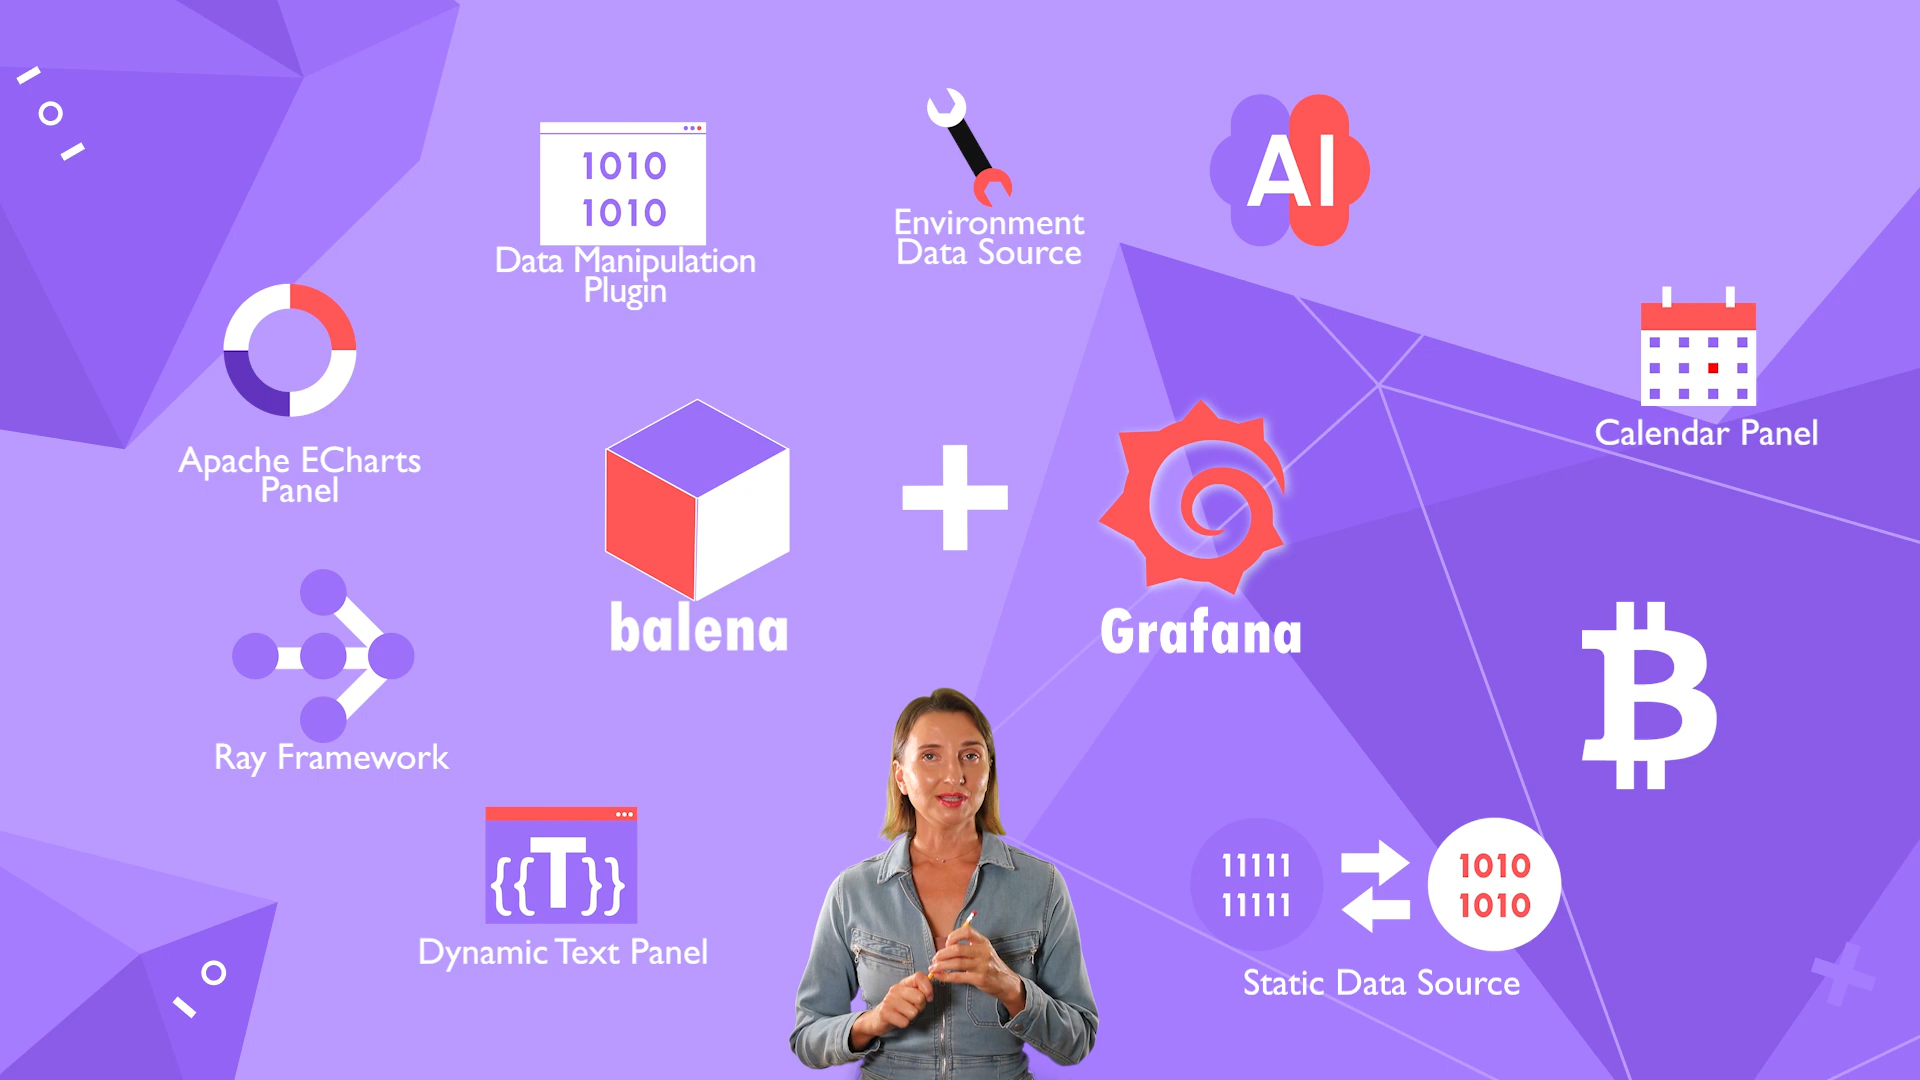 1010
1010
Data Manipulation
Plugin
Environment
Data Source
AI
Apache ECharts
Panel
Calendar Panel
balena
Grafana
Ray Framework
{{T}}
Dynamic Text Panel
11111
11111
1010
1010
Static Data Source